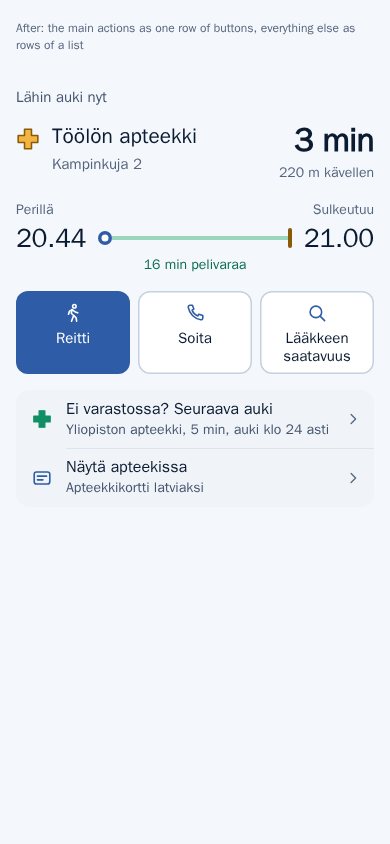 After: the main actions as one row of buttons, everything else as
rows of a list
Lähin auki nyt
Töölön apteekki
3 min
Kampinkuja 2
220 m kävellen
Perillä
Sulkeutuu
20.44
21.00
16 min pelivaraa
Reitti
Soita
Lääkkeen
saatavuus
Ei varastossa? Seuraava auki
Yliopiston apteekki, 5 min, auki klo 24 asti
Näytä apteekissa
Apteekkikortti latviaksi